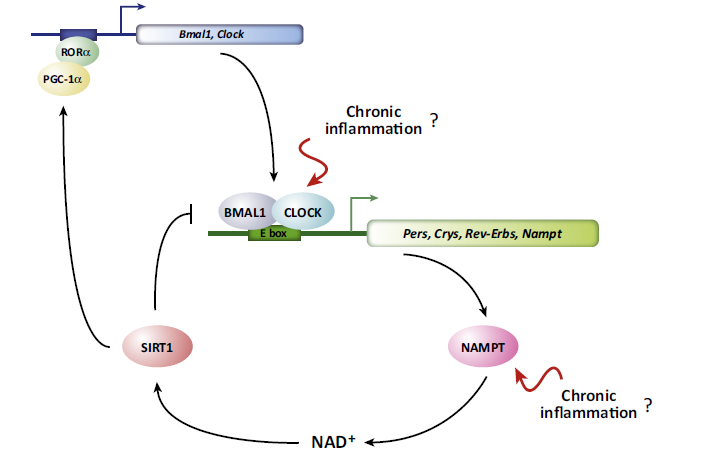 Bmal1, Clock
RORα
PGC-1α
Chronic
inflammation ?
BMAL1
CLOCK
E box
Pers, Crys, Rev-Erbs, Nampt
SIRT1
NAMPT
Chronic
inflammation ?
NAD+